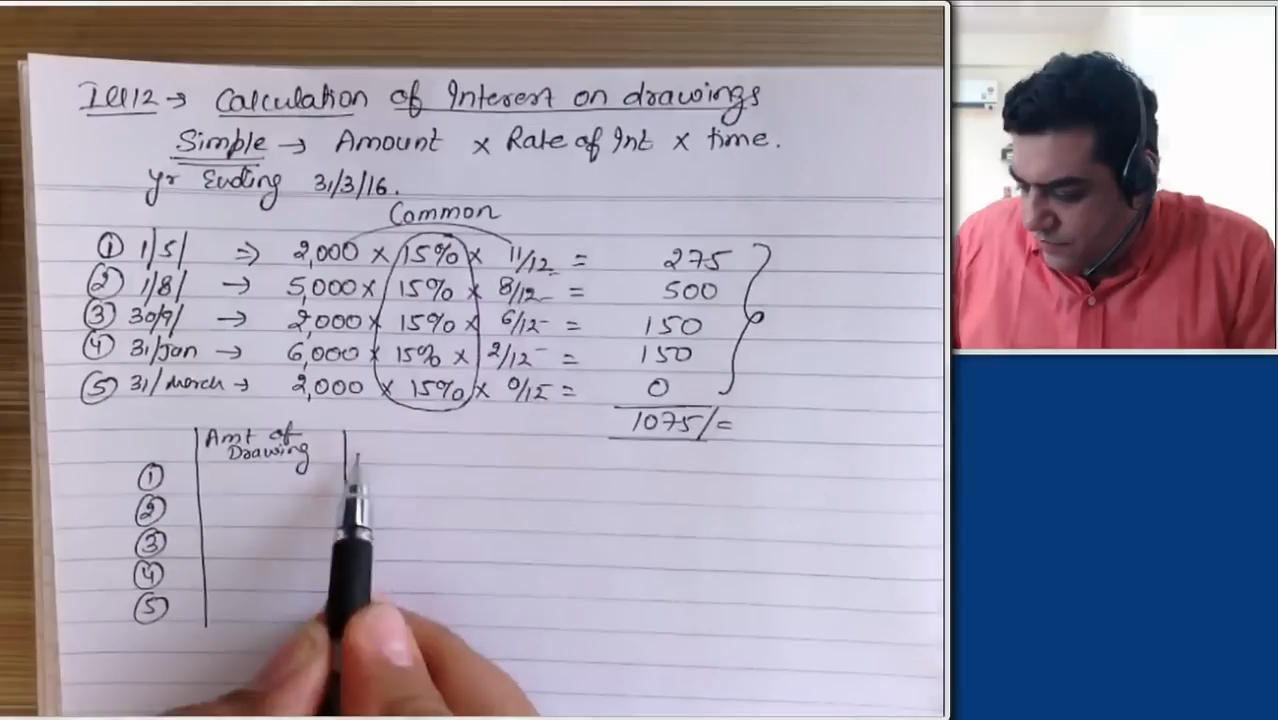 Ill 12 → Calculation of Interest on drawings
Simple → Amount × Rate of Int × time.
yr Ending 31/3/16.
Common
① 1/5/ ⇒ 2,000 × 15% × 11/12 = 275
② 1/8/ → 5,000 × 15% × 8/12 = 500
③ 30/9/ → 2,000 × 15% × 6/12 = 150
④ 31/Jan → 6,000 × 15% × 2/12 = 150
⑤ 31/march → 2,000 × 15% × 0/12 = 0
1075/=
Amt of
Drawing
①
②
③
④
⑤